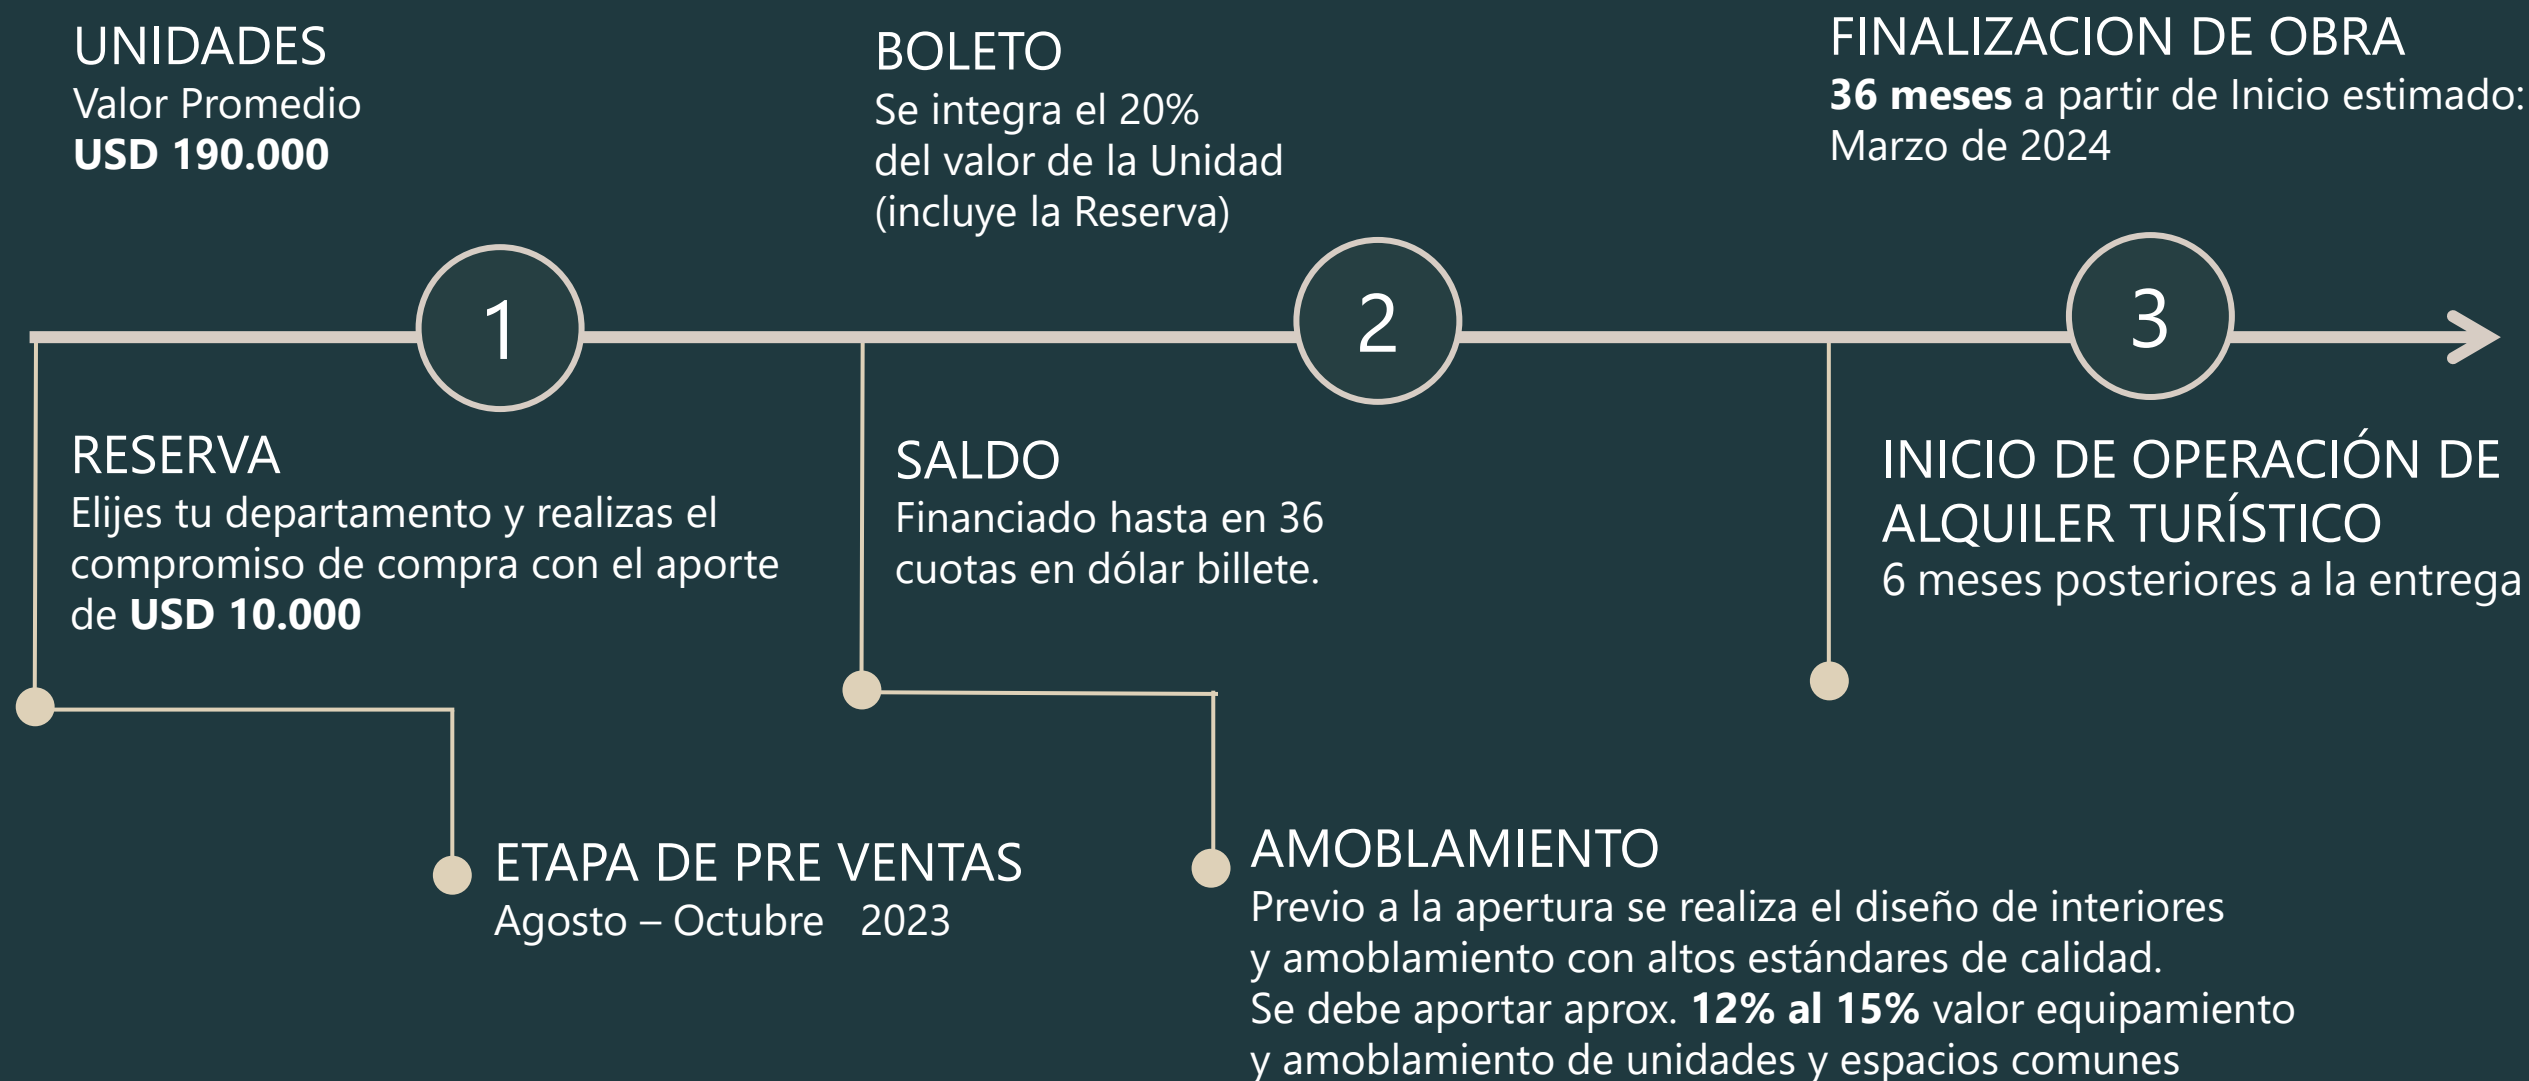 UNIDADES
Valor Promedio
USD 190.000
BOLETO
Se integra el 20%
del valor de la Unidad
(incluye la Reserva)
FINALIZACION DE OBRA
36 meses a partir de Inicio estimado:
Marzo de 2024
1
2
3
RESERVA
Elijes tu departamento y realizas el
compromiso de compra con el aporte
de USD 10.000
SALDO
Financiado hasta en 36
cuotas en dólar billete.
INICIO DE OPERACIÓN DE
ALQUILER TURÍSTICO
6 meses posteriores a la entrega
ETAPA DE PRE VENTAS
Agosto – Octubre 2023
AMOBLAMIENTO
Previo a la apertura se realiza el diseño de interiores
y amoblamiento con altos estándares de calidad.
Se debe aportar aprox. 12% al 15% valor equipamiento
y amoblamiento de unidades y espacios comunes